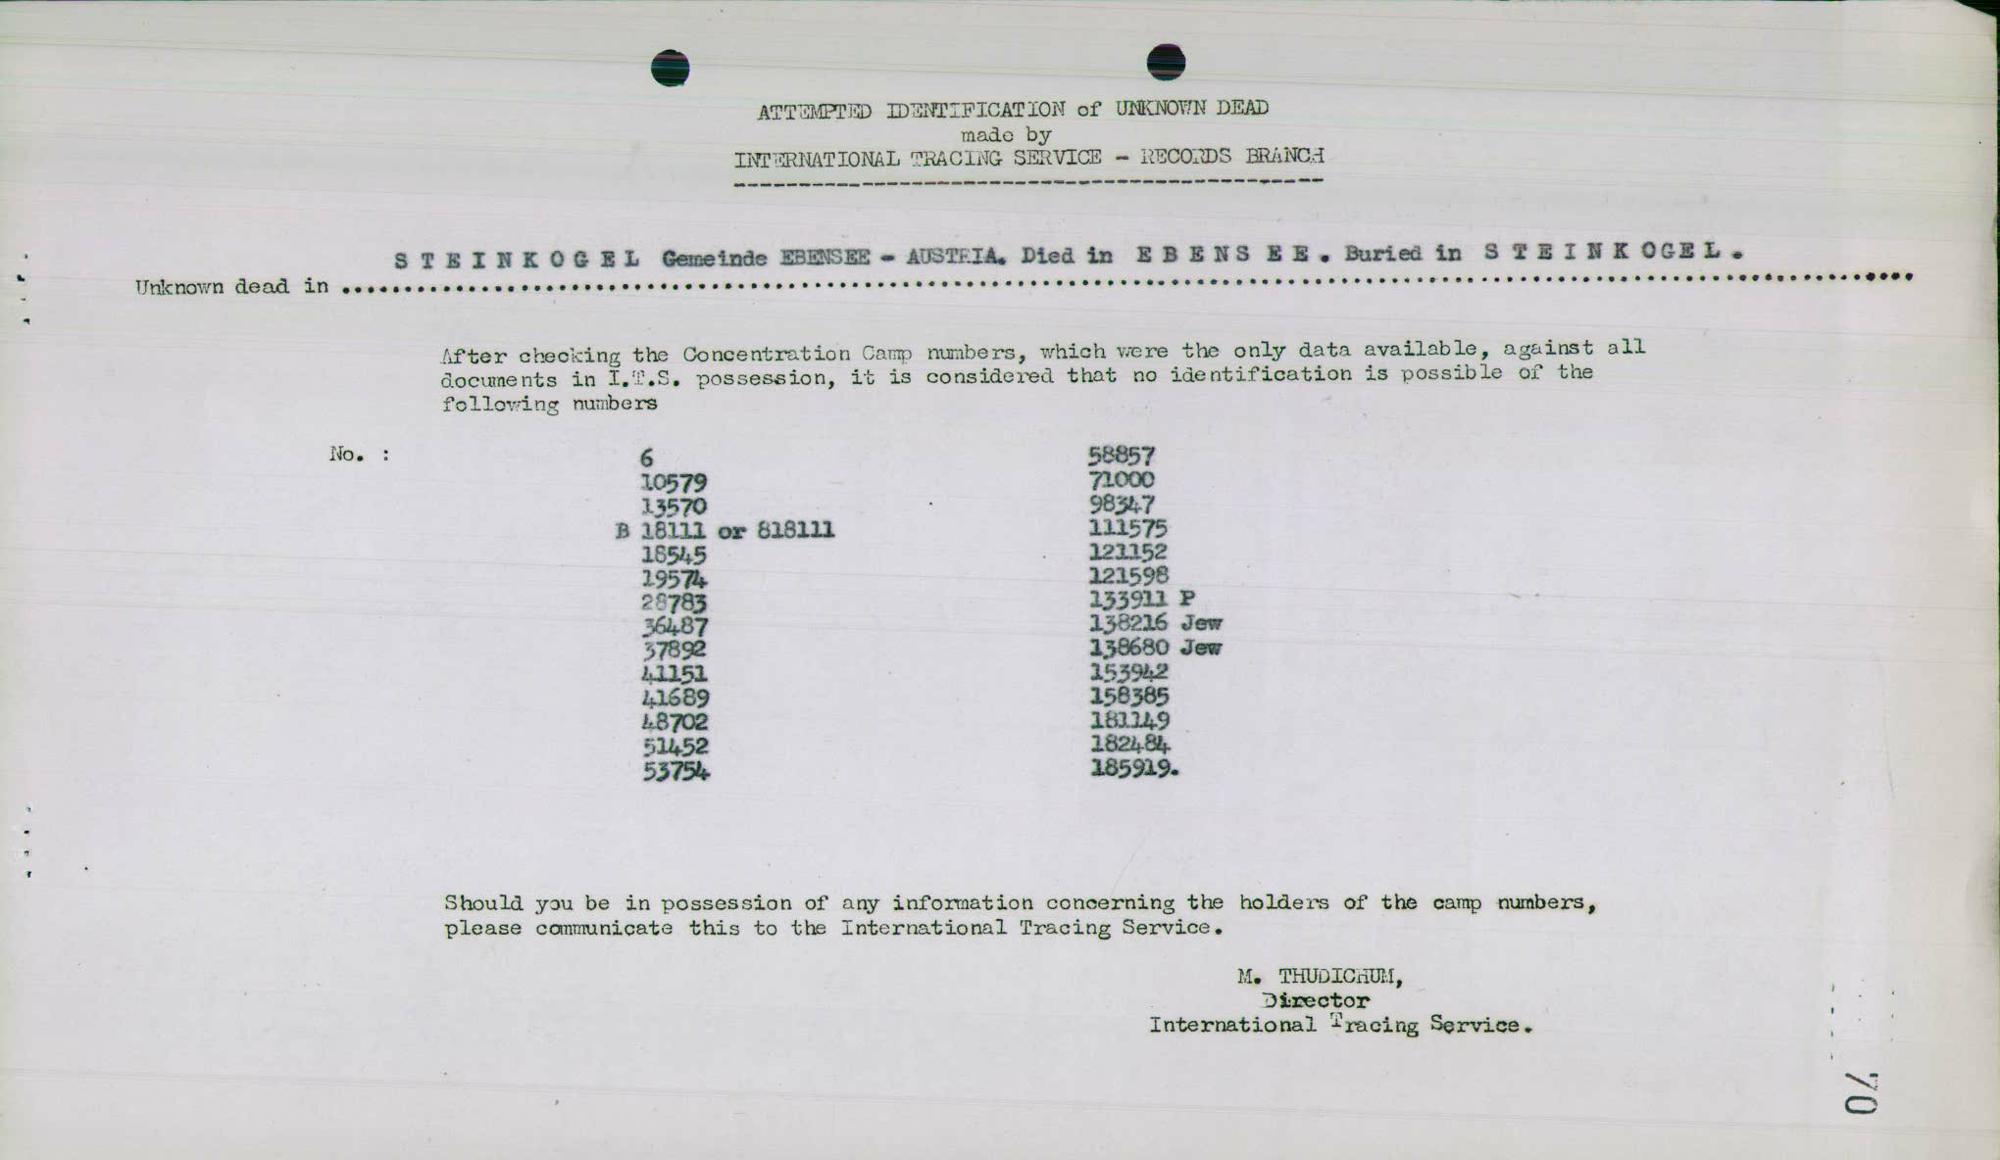 ATTEMPTED IDENTIFICATION of UNKNOWN DEAD
made by
INTERNATIONAL TRACING SERVICE - RECORDS BRANCH
S T E I N K O G E L Gemeinde EBENSEE - AUSTRIA. Died in E B E N S E E . Buried in S T E I N K O G E L .
Unknown dead in ................................................................
After checking the Concentration Camp numbers, which were the only data available, against all
documents in I.T.S. possession, it is considered that no identification is possible of the
following numbers
No. :
6
10579
13570
B 18111 or 818111
18545
19574
28783
36487
37892
41151
41689
48702
51452
53754
58857
71000
98347
111575
121152
121598
133911 P
138216 Jew
138680 Jew
153942
158385
181149
182484
185919.
Should you be in possession of any information concerning the holders of the camp numbers,
please communicate this to the International Tracing Service.
M. THUDICHUM,
Director
International Tracing Service.
70